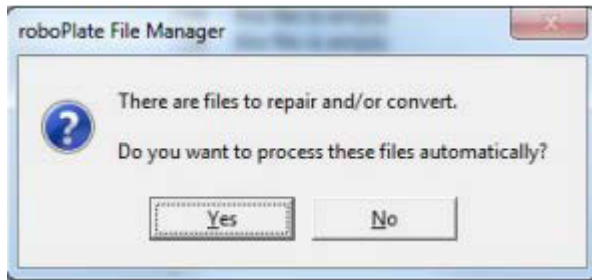 roboPlate File Manager
There are files to repair and/or convert.
Do you want to process these files automatically?
Yes
No